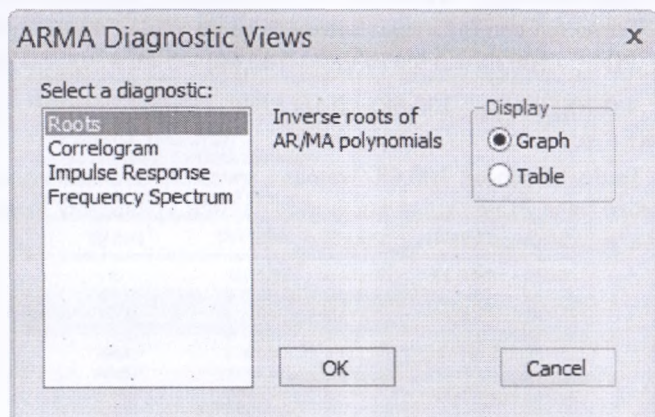 ARMA Diagnostic Views x
Select a diagnostic:
Roots
Correlogram
Impulse Response
Frequency Spectrum
Inverse roots of
AR/MA polynomials
Display
Graph
Table
OK
Cancel